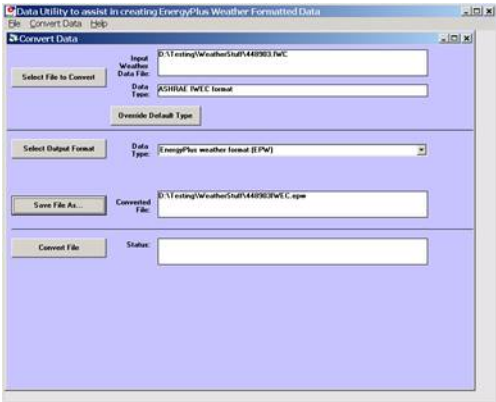 Data Utility to assist in creating EnergyPlus Weather Formatted Data
File Convert Data Help
Convert Data
Select File to Convert
Input Weather Data File:
D:\Testing\WeatherStuff\448983.IWC
Data Type:
ASHRAE IWEC format
Override Default Type
Select Output Format
Data Type:
EnergyPlus weather format (EPW)
Save File As...
Converted File:
D:\Testing\WeatherStuff\448983IWEC.epw
Convert File
Status: